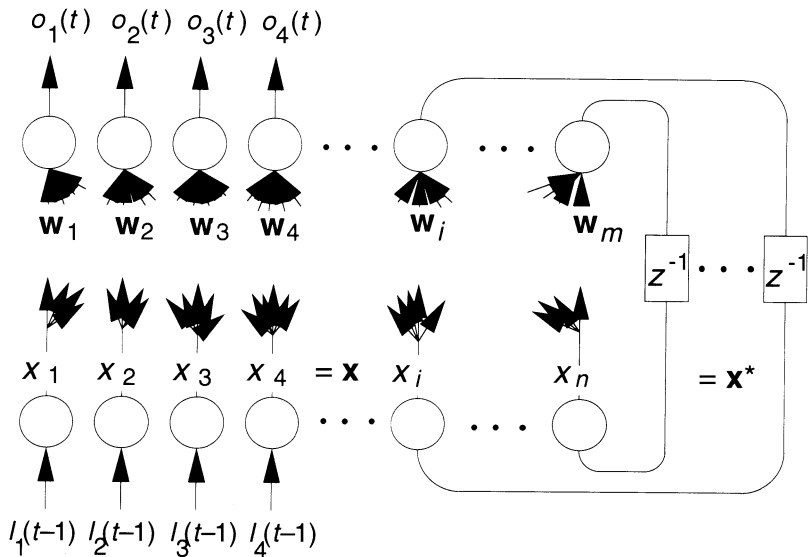 o₁(t) o₂(t) o₃(t) o₄(t)
w₁ w₂ w₃ w₄ wᵢ wₘ
z⁻¹ z⁻¹
x₁ x₂ x₃ x₄ = x xᵢ xₙ = x*
I₁(t–1) I₂(t–1) I₃(t–1) I₄(t–1)